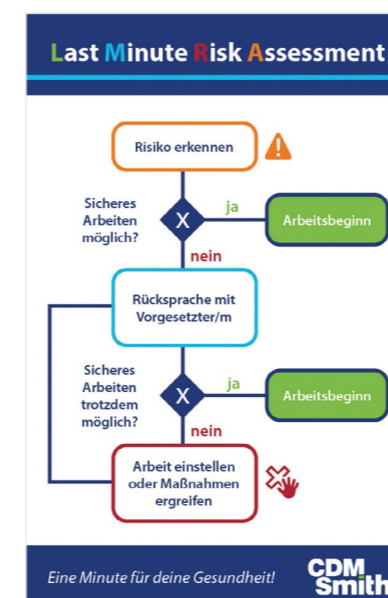 Last Minute Risk Assessment
Risiko erkennen
Sicheres
Arbeiten
möglich?
X
ja
Arbeitsbeginn
nein
Rücksprache mit
Vorgesetzter/m
Sicheres
Arbeiten
trotzdem
möglich?
X
ja
Arbeitsbeginn
nein
Arbeit einstellen
oder Maßnahmen
ergreifen
Eine Minute für deine Gesundheit!
CDM
Smith